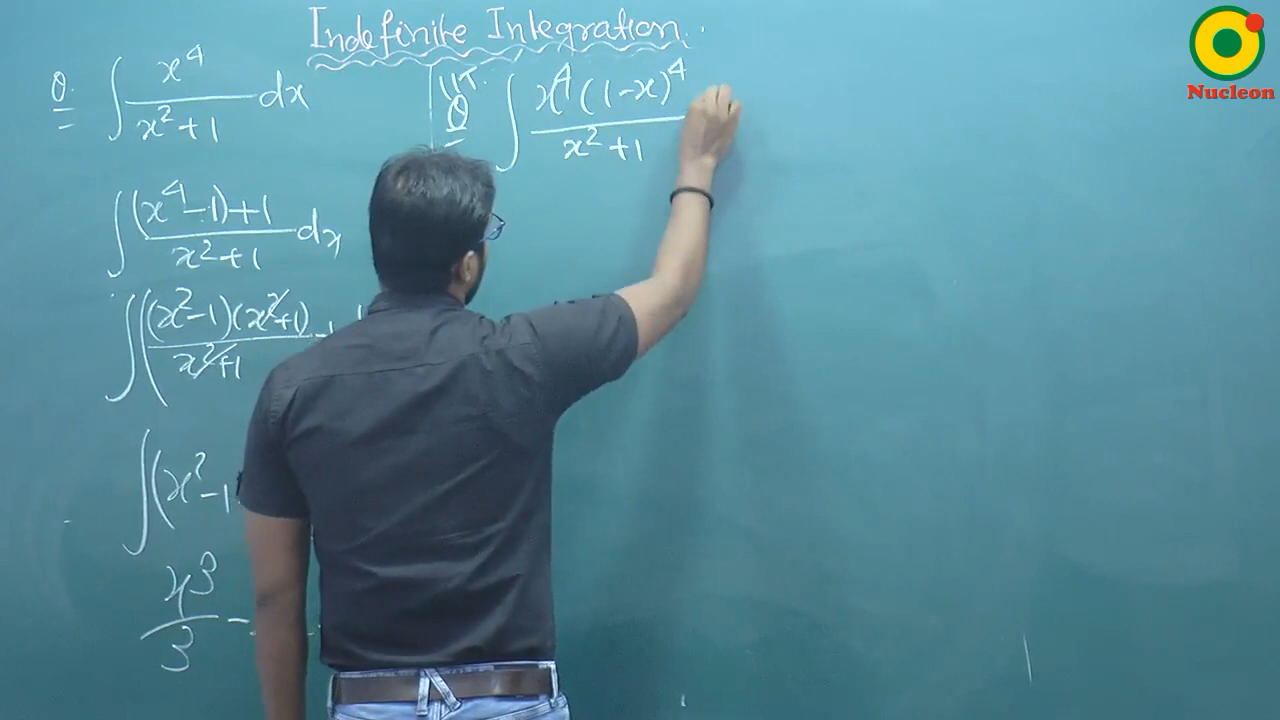 Indefinite Integration
Nucleon
Q. ∫ x⁴/(x²+1) dx
∫ ((x⁴-1)+1)/(x²+1) dx
∫( (x²-1)(x²+1)/(x²+1) +
∫(x²-1
x³/3 -
IIT.
Q ∫ x⁴(1-x)⁴/(x²+1)